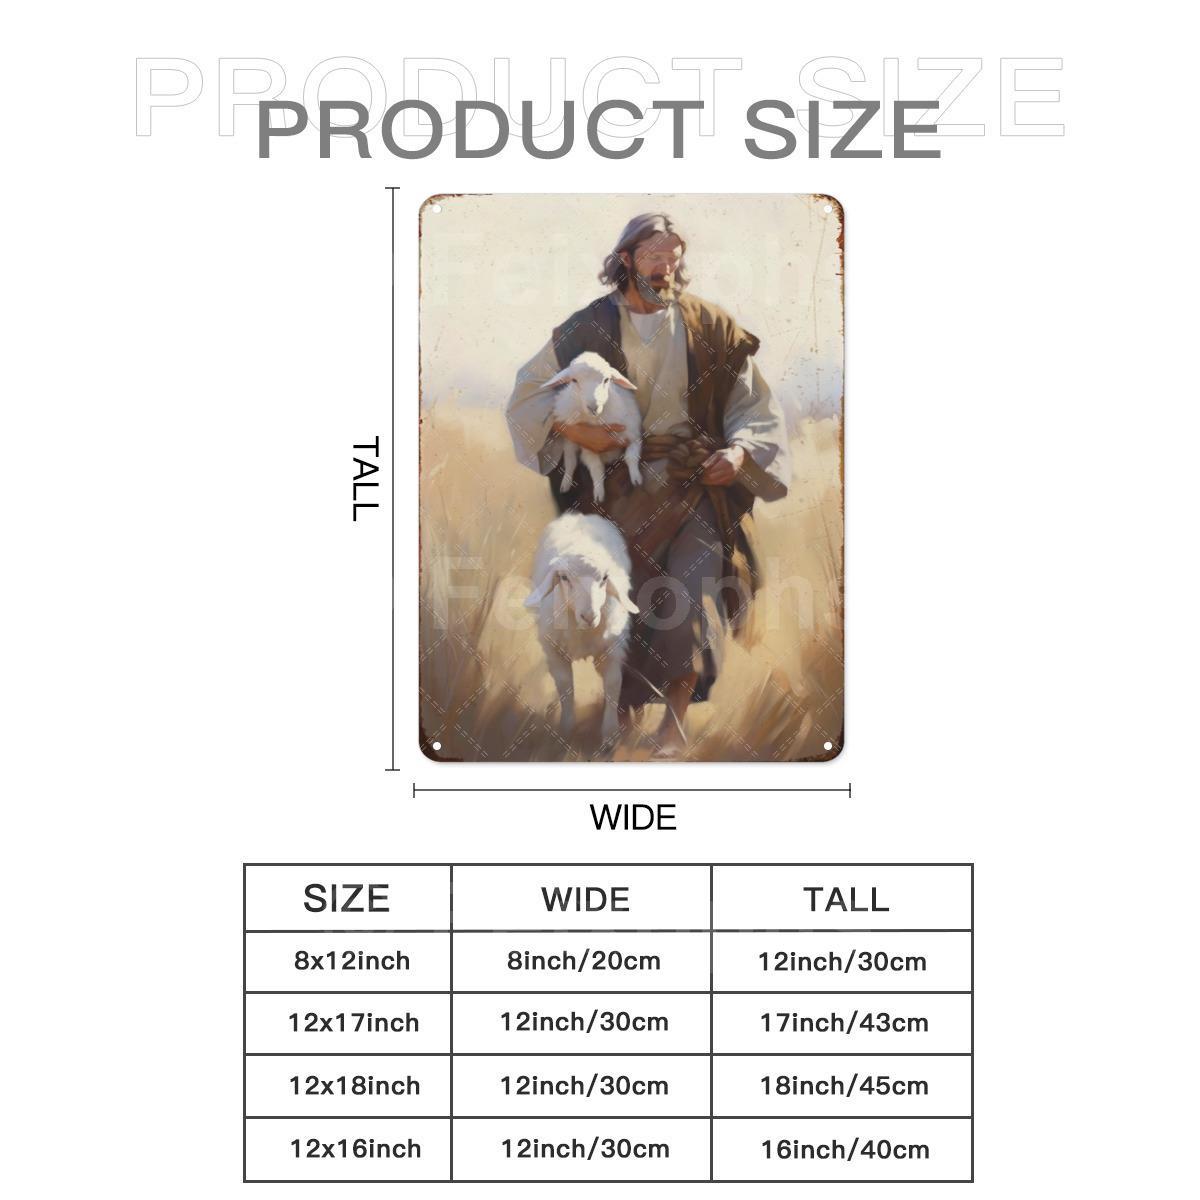 PRODUCT SIZE
PRODUCT SIZE
TALL
WIDE
SIZE WIDE TALL
8x12inch 8inch/20cm 12inch/30cm
12x17inch 12inch/30cm 17inch/43cm
12x18inch 12inch/30cm 18inch/45cm
12x16inch 12inch/30cm 16inch/40cm